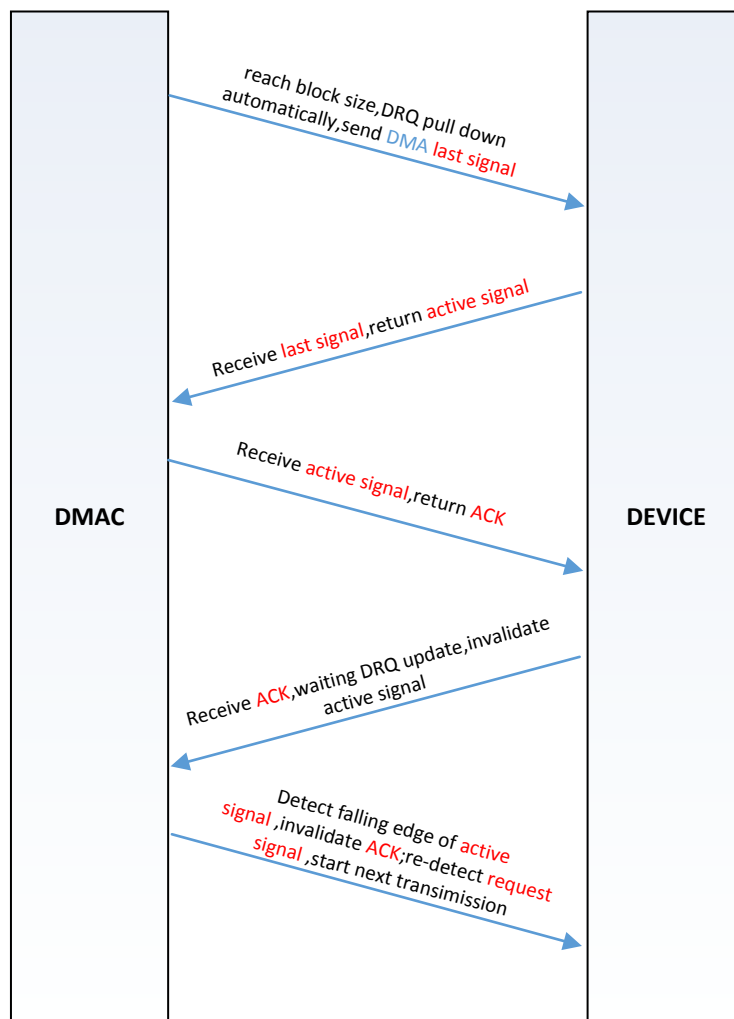 reach block size,DRQ pull down
automatically,send DMA last signal
Receive last signal,return active signal
Receive active signal,return ACK
DMAC
DEVICE
Receive ACK,waiting DRQ update,invalidate
active signal
Detect falling edge of active
signal ,invalidate ACK;re-detect request
signal ,start next transimission